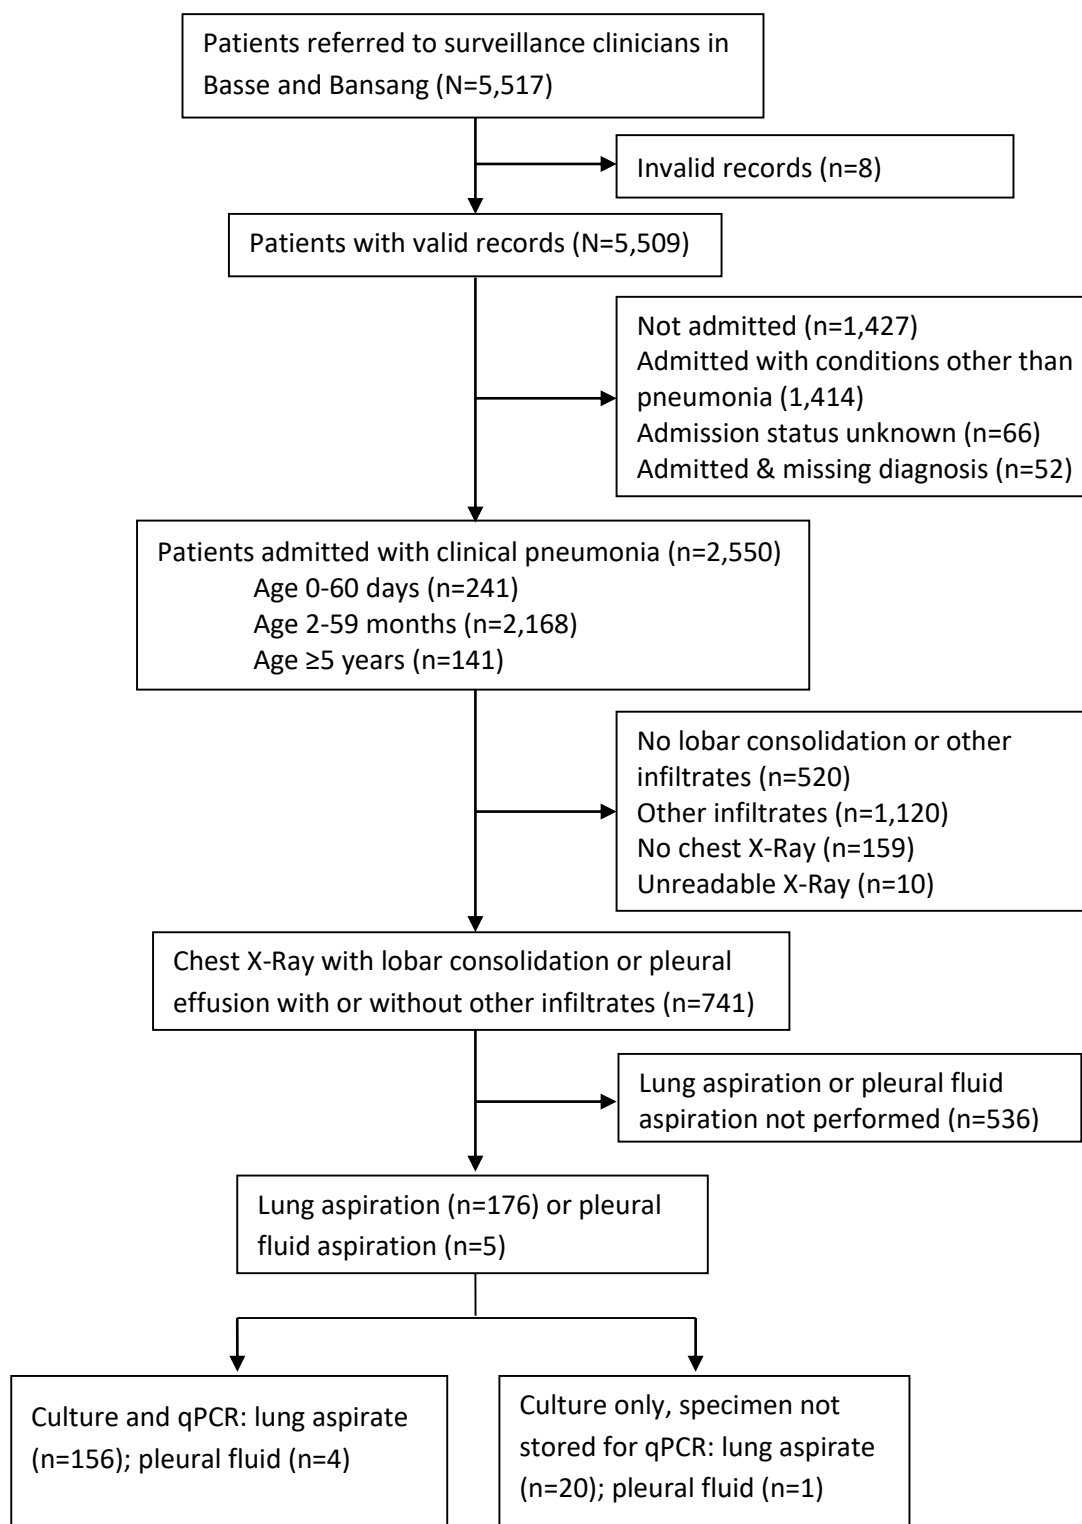 Patients referred to surveillance clinicians in
Basse and Bansang (N=5,517)
Invalid records (n=8)
Patients with valid records (N=5,509)
Not admitted (n=1,427)
Admitted with conditions other than
pneumonia (1,414)
Admission status unknown (n=66)
Admitted & missing diagnosis (n=52)
Patients admitted with clinical pneumonia (n=2,550)
Age 0-60 days (n=241)
Age 2-59 months (n=2,168)
Age ≥5 years (n=141)
No lobar consolidation or other
infiltrates (n=520)
Other infiltrates (n=1,120)
No chest X-Ray (n=159)
Unreadable X-Ray (n=10)
Chest X-Ray with lobar consolidation or pleural
effusion with or without other infiltrates (n=741)
Lung aspiration or pleural fluid
aspiration not performed (n=536)
Lung aspiration (n=176) or pleural
fluid aspiration (n=5)
Culture and qPCR: lung aspirate
(n=156); pleural fluid (n=4)
Culture only, specimen not
stored for qPCR: lung aspirate
(n=20); pleural fluid (n=1)